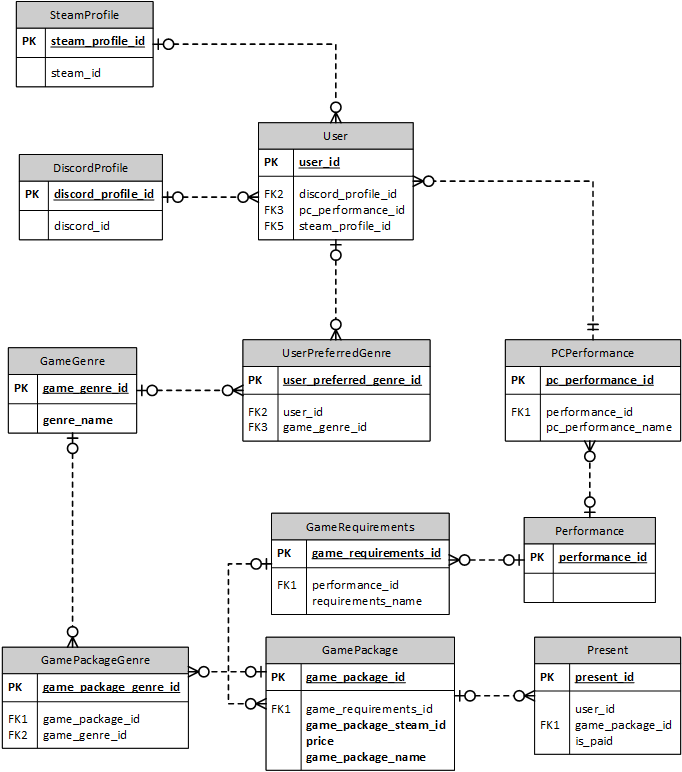 SteamProfile
PK steam_profile_id
steam_id
User
PK user_id
FK2 discord_profile_id
FK3 pc_performance_id
FK5 steam_profile_id
DiscordProfile
PK discord_profile_id
discord_id
GameGenre
PK game_genre_id
genre_name
UserPreferredGenre
PK user_preferred_genre_id
FK2 user_id
FK3 game_genre_id
PCPerformance
PK pc_performance_id
FK1 performance_id
pc_performance_name
GameRequirements
PK game_requirements_id
FK1 performance_id
requirements_name
Performance
PK performance_id
GamePackageGenre
PK game_package_genre_id
FK1 game_package_id
FK2 game_genre_id
GamePackage
PK game_package_id
FK1 game_requirements_id
game_package_steam_id
price
game_package_name
Present
PK present_id
user_id
FK1 game_package_id
is_paid